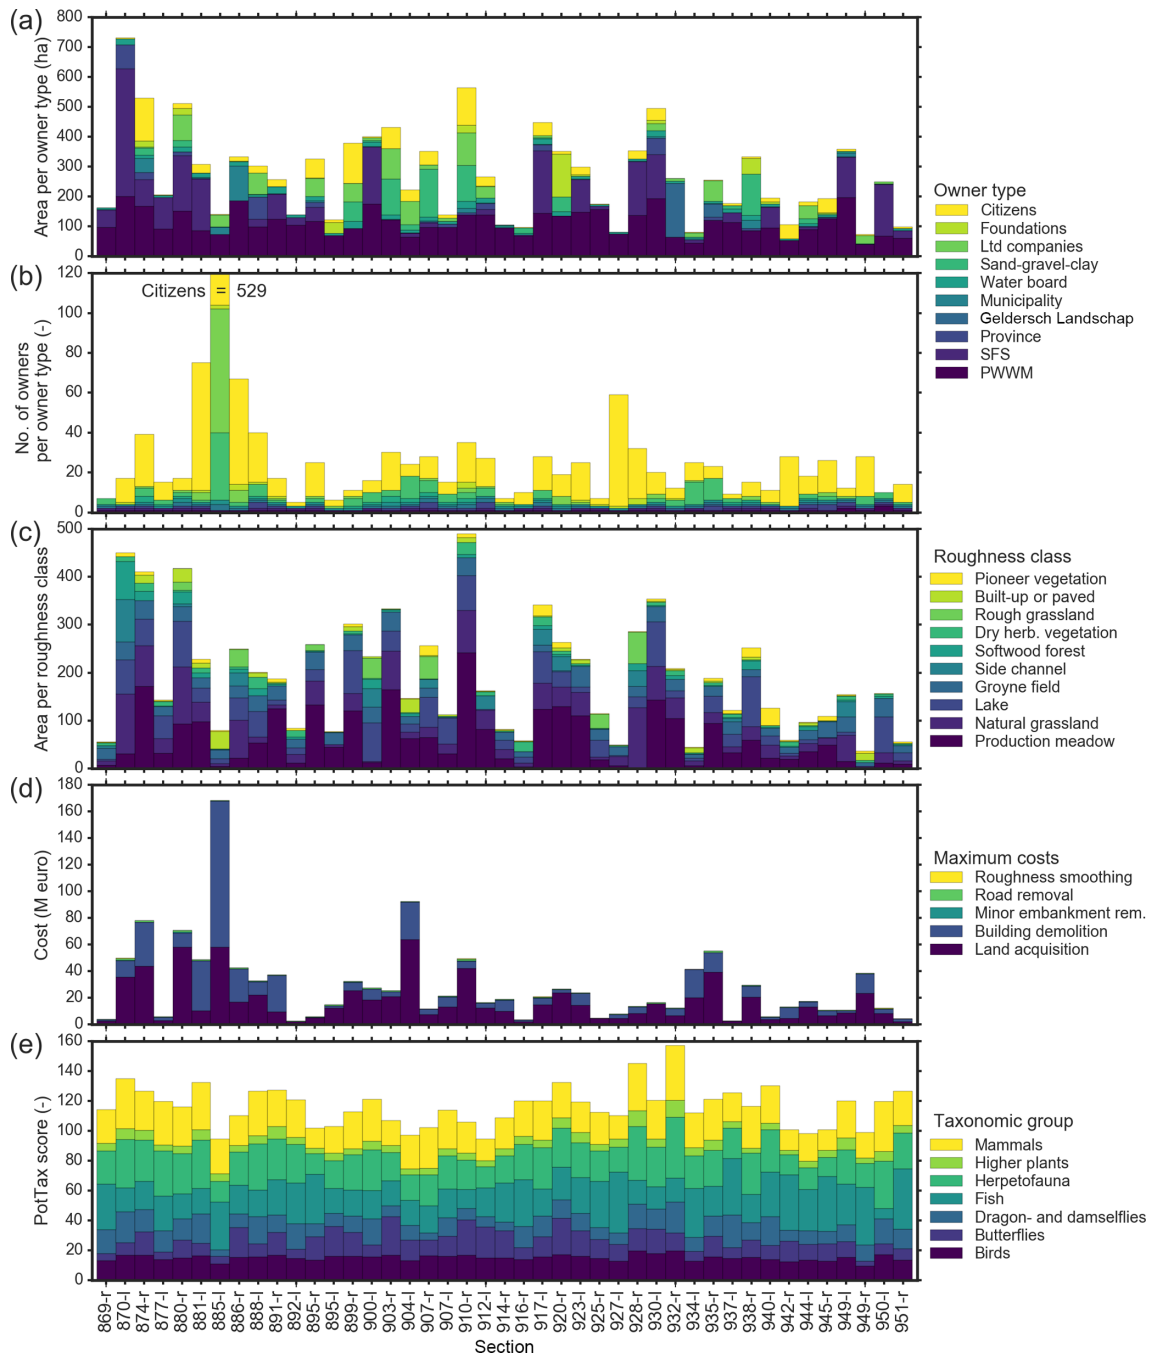 (a)
Area per owner type (ha)
800
700
600
500
400
300
200
100
0
Owner type
Citizens
Foundations
Ltd companies
Sand-gravel-clay
Water board
Municipality
Geldersch Landschap
Province
SFS
PWWM
(b)
No. of owners
per owner type (-)
120
100
80
60
40
20
0
Citizens = 529
(c)
Area per roughness class
500
400
300
200
100
0
Roughness class
Pioneer vegetation
Built-up or paved
Rough grassland
Dry herb. vegetation
Softwood forest
Side channel
Groyne field
Lake
Natural grassland
Production meadow
(d)
Cost (M euro)
180
160
140
120
100
80
60
40
20
0
Maximum costs
Roughness smoothing
Road removal
Minor embankment rem.
Building demolition
Land acquisition
(e)
PotTax score (-)
160
140
120
100
80
60
40
20
0
Taxonomic group
Mammals
Higher plants
Herpetofauna
Fish
Dragon- and damselflies
Butterflies
Birds
869-r
870-l
874-r
877-l
880-r
881-l
885-l
886-r
888-l
891-r
892-l
895-r
895-l
899-r
900-l
903-r
904-l
907-r
907-l
910-r
912-l
914-r
916-r
917-l
920-r
923-l
925-r
927-l
928-r
930-l
932-r
934-l
935-r
937-l
938-r
940-l
942-r
944-l
945-r
949-l
949-r
950-l
951-r
Section